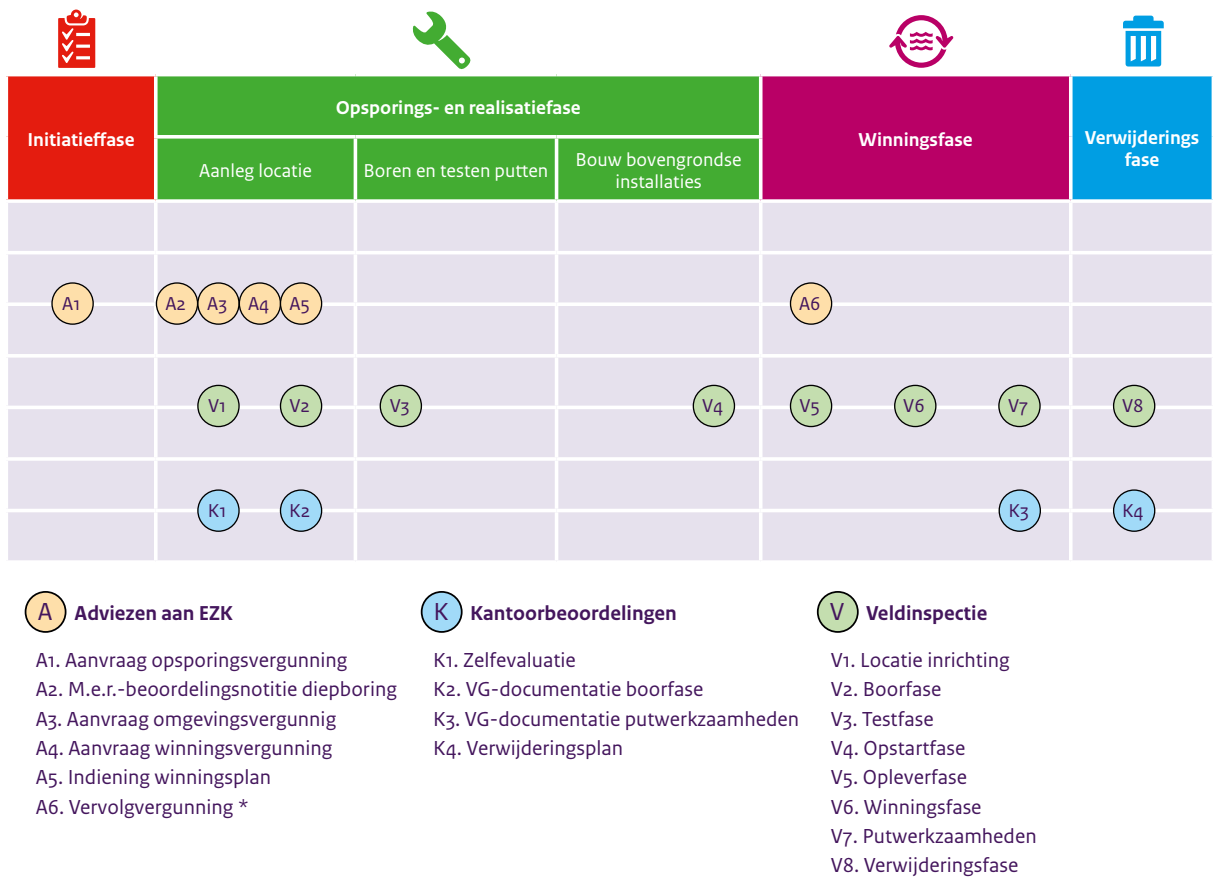 Opsporings- en realisatiefase
Initiatieffase
Winningsfase
Verwijderings
fase
Aanleg locatie
Boren en testen putten
Bouw bovengrondse
installaties
A1 A2 A3 A4 A5 A6
V1 V2 V3 V4 V5 V6 V7 V8
K1 K2 K3 K4
A Adviezen aan EZK
A1. Aanvraag opsporingsvergunning
A2. M.e.r.-beoordelingsnotitie diepboring
A3. Aanvraag omgevingsvergunnig
A4. Aanvraag winningsvergunning
A5. Indiening winningsplan
A6. Vervolgvergunning *
K Kantoorbeoordelingen
K1. Zelfevaluatie
K2. VG-documentatie boorfase
K3. VG-documentatie putwerkzaamheden
K4. Verwijderingsplan
V Veldinspectie
V1. Locatie inrichting
V2. Boorfase
V3. Testfase
V4. Opstartfase
V5. Opleverfase
V6. Winningsfase
V7. Putwerkzaamheden
V8. Verwijderingsfase